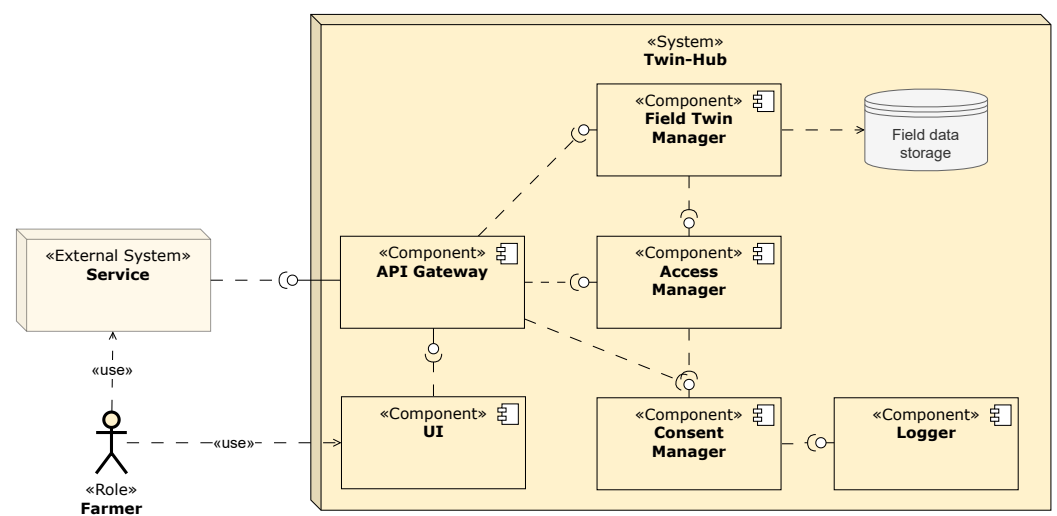 «System»
Twin-Hub
«Component»
Field Twin
Manager
Field data
storage
«External System»
Service
«Component»
API Gateway
«Component»
Access
Manager
«use»
«Component»
UI
«use»
«Component»
Consent
Manager
«Component»
Logger
«Role»
Farmer